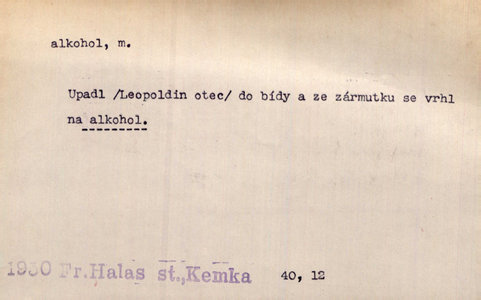 alkohol, m.
Upadl /Leopoldin otec/ do bídy a ze zármutku se vrhl
na alkohol.
1930 Fr.Halas st.,Kemka 40, 12